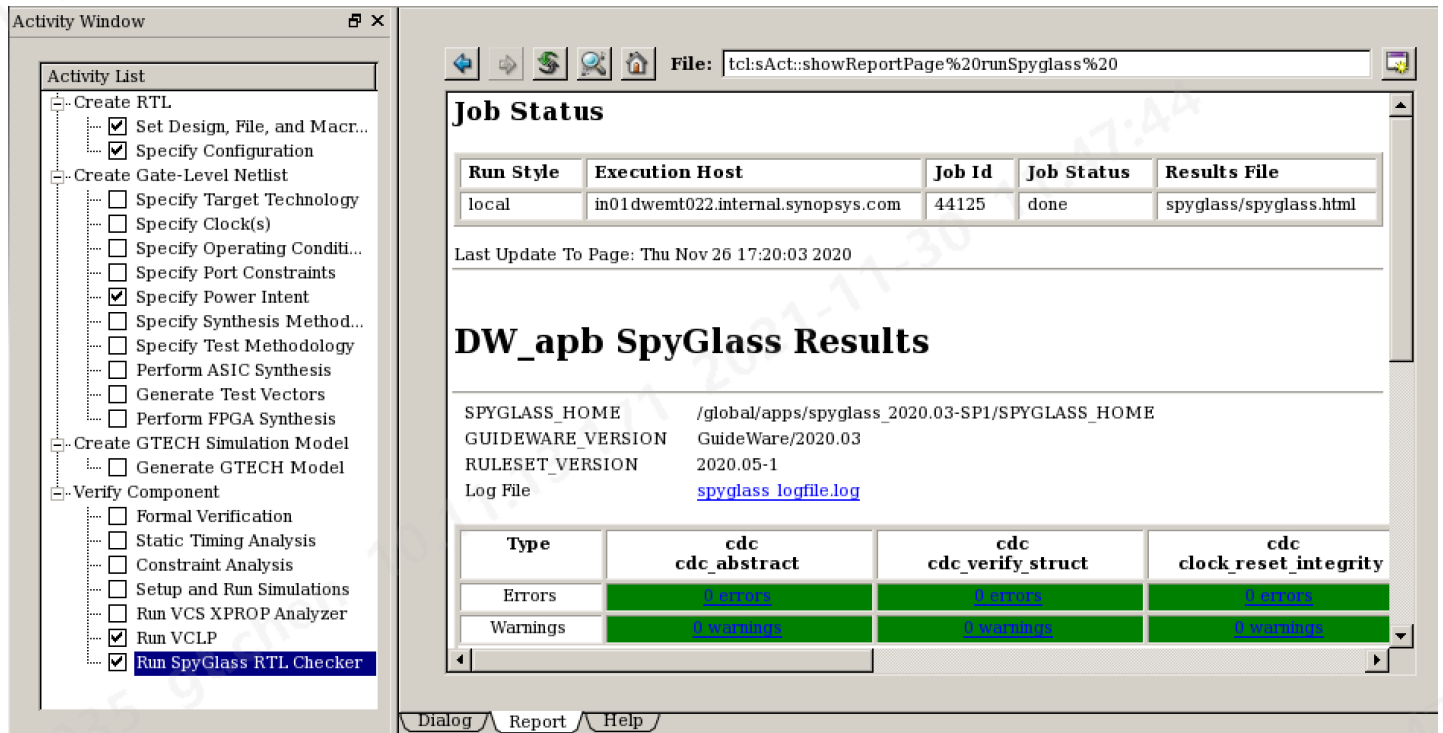 Activity Window
Activity List
Create RTL
Set Design, File, and Macr...
Specify Configuration
Create Gate-Level Netlist
Specify Target Technology
Specify Clock(s)
Specify Operating Conditi...
Specify Port Constraints
Specify Power Intent
Specify Synthesis Method...
Specify Test Methodology
Perform ASIC Synthesis
Generate Test Vectors
Perform FPGA Synthesis
Create GTECH Simulation Model
Generate GTECH Model
Verify Component
Formal Verification
Static Timing Analysis
Constraint Analysis
Setup and Run Simulations
Run VCS XPROP Analyzer
Run VCLP
Run SpyGlass RTL Checker
File: tcl:sAct::showReportPage%20runSpyglass%20
Job Status
Run Style Execution Host Job Id Job Status Results File
local in01dwemt022.internal.synopsys.com 44125 done spyglass/spyglass.html
Last Update To Page: Thu Nov 26 17:20:03 2020
DW_apb SpyGlass Results
SPYGLASS_HOME /global/apps/spyglass_2020.03-SP1/SPYGLASS_HOME
GUIDEWARE_VERSION GuideWare/2020.03
RULESET_VERSION 2020.05-1
Log File spyglass_logfile.log
Type cdc cdc cdc
cdc_abstract cdc_verify_struct clock_reset_integrity
Errors 0 errors 0 errors 0 errors
Warnings 0 warnings 0 warnings 0 warnings
Dialog Report Help